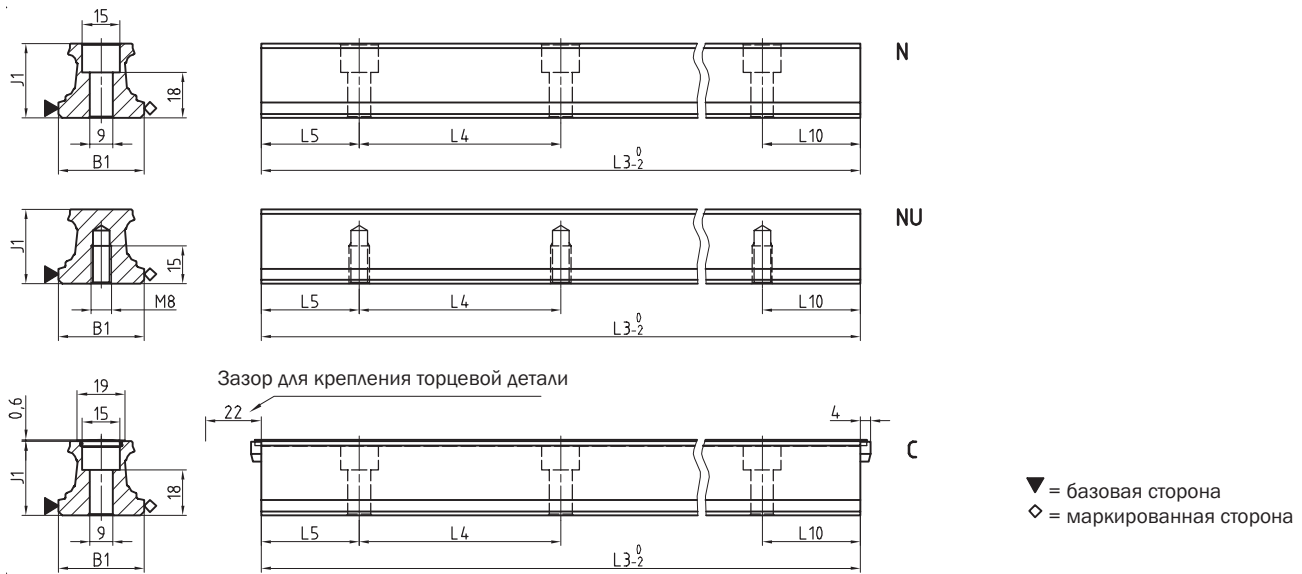 15
N
J1
18
9
B1
L5
L4
L10
L3-2 0
NU
J1
15
M8
B1
L5
L4
L10
L3-2 0
Зазор для крепления торцевой детали
19
22
4
0,6
15
C
J1
18
9
B1
L5
L4
L10
L3-2 0
▼ = базовая сторона
◇ = маркированная сторона